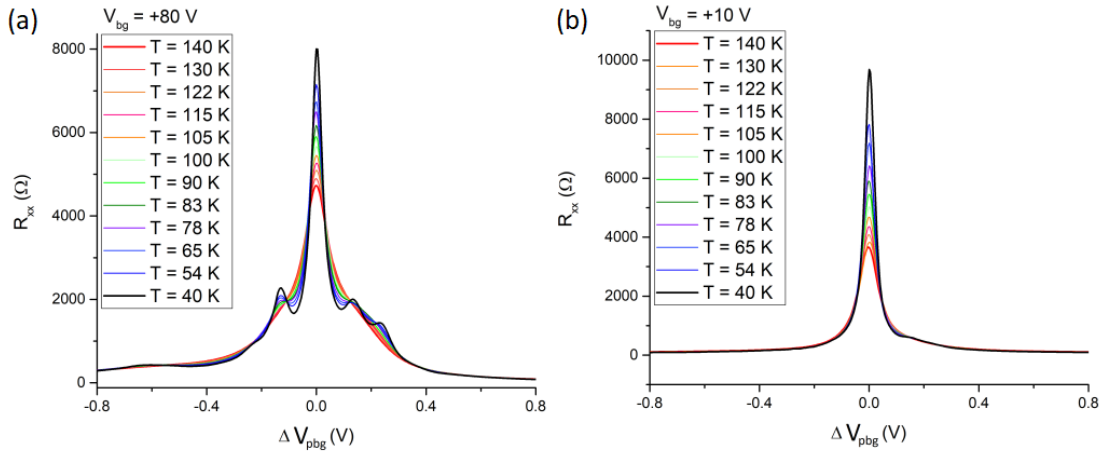 (a)
V_bg = +80 V
T = 140 K
T = 130 K
T = 122 K
T = 115 K
T = 105 K
T = 100 K
T = 90 K
T = 83 K
T = 78 K
T = 65 K
T = 54 K
T = 40 K
8000
6000
4000
2000
0
R_xx (Ω)
-0.8
-0.4
0.0
0.4
0.8
Δ V_pbg (V)
(b)
V_bg = +10 V
T = 140 K
T = 130 K
T = 122 K
T = 115 K
T = 105 K
T = 100 K
T = 90 K
T = 83 K
T = 78 K
T = 65 K
T = 54 K
T = 40 K
10000
8000
6000
4000
2000
0
R_xx (Ω)
-0.8
-0.4
0.0
0.4
0.8
Δ V_pbg (V)